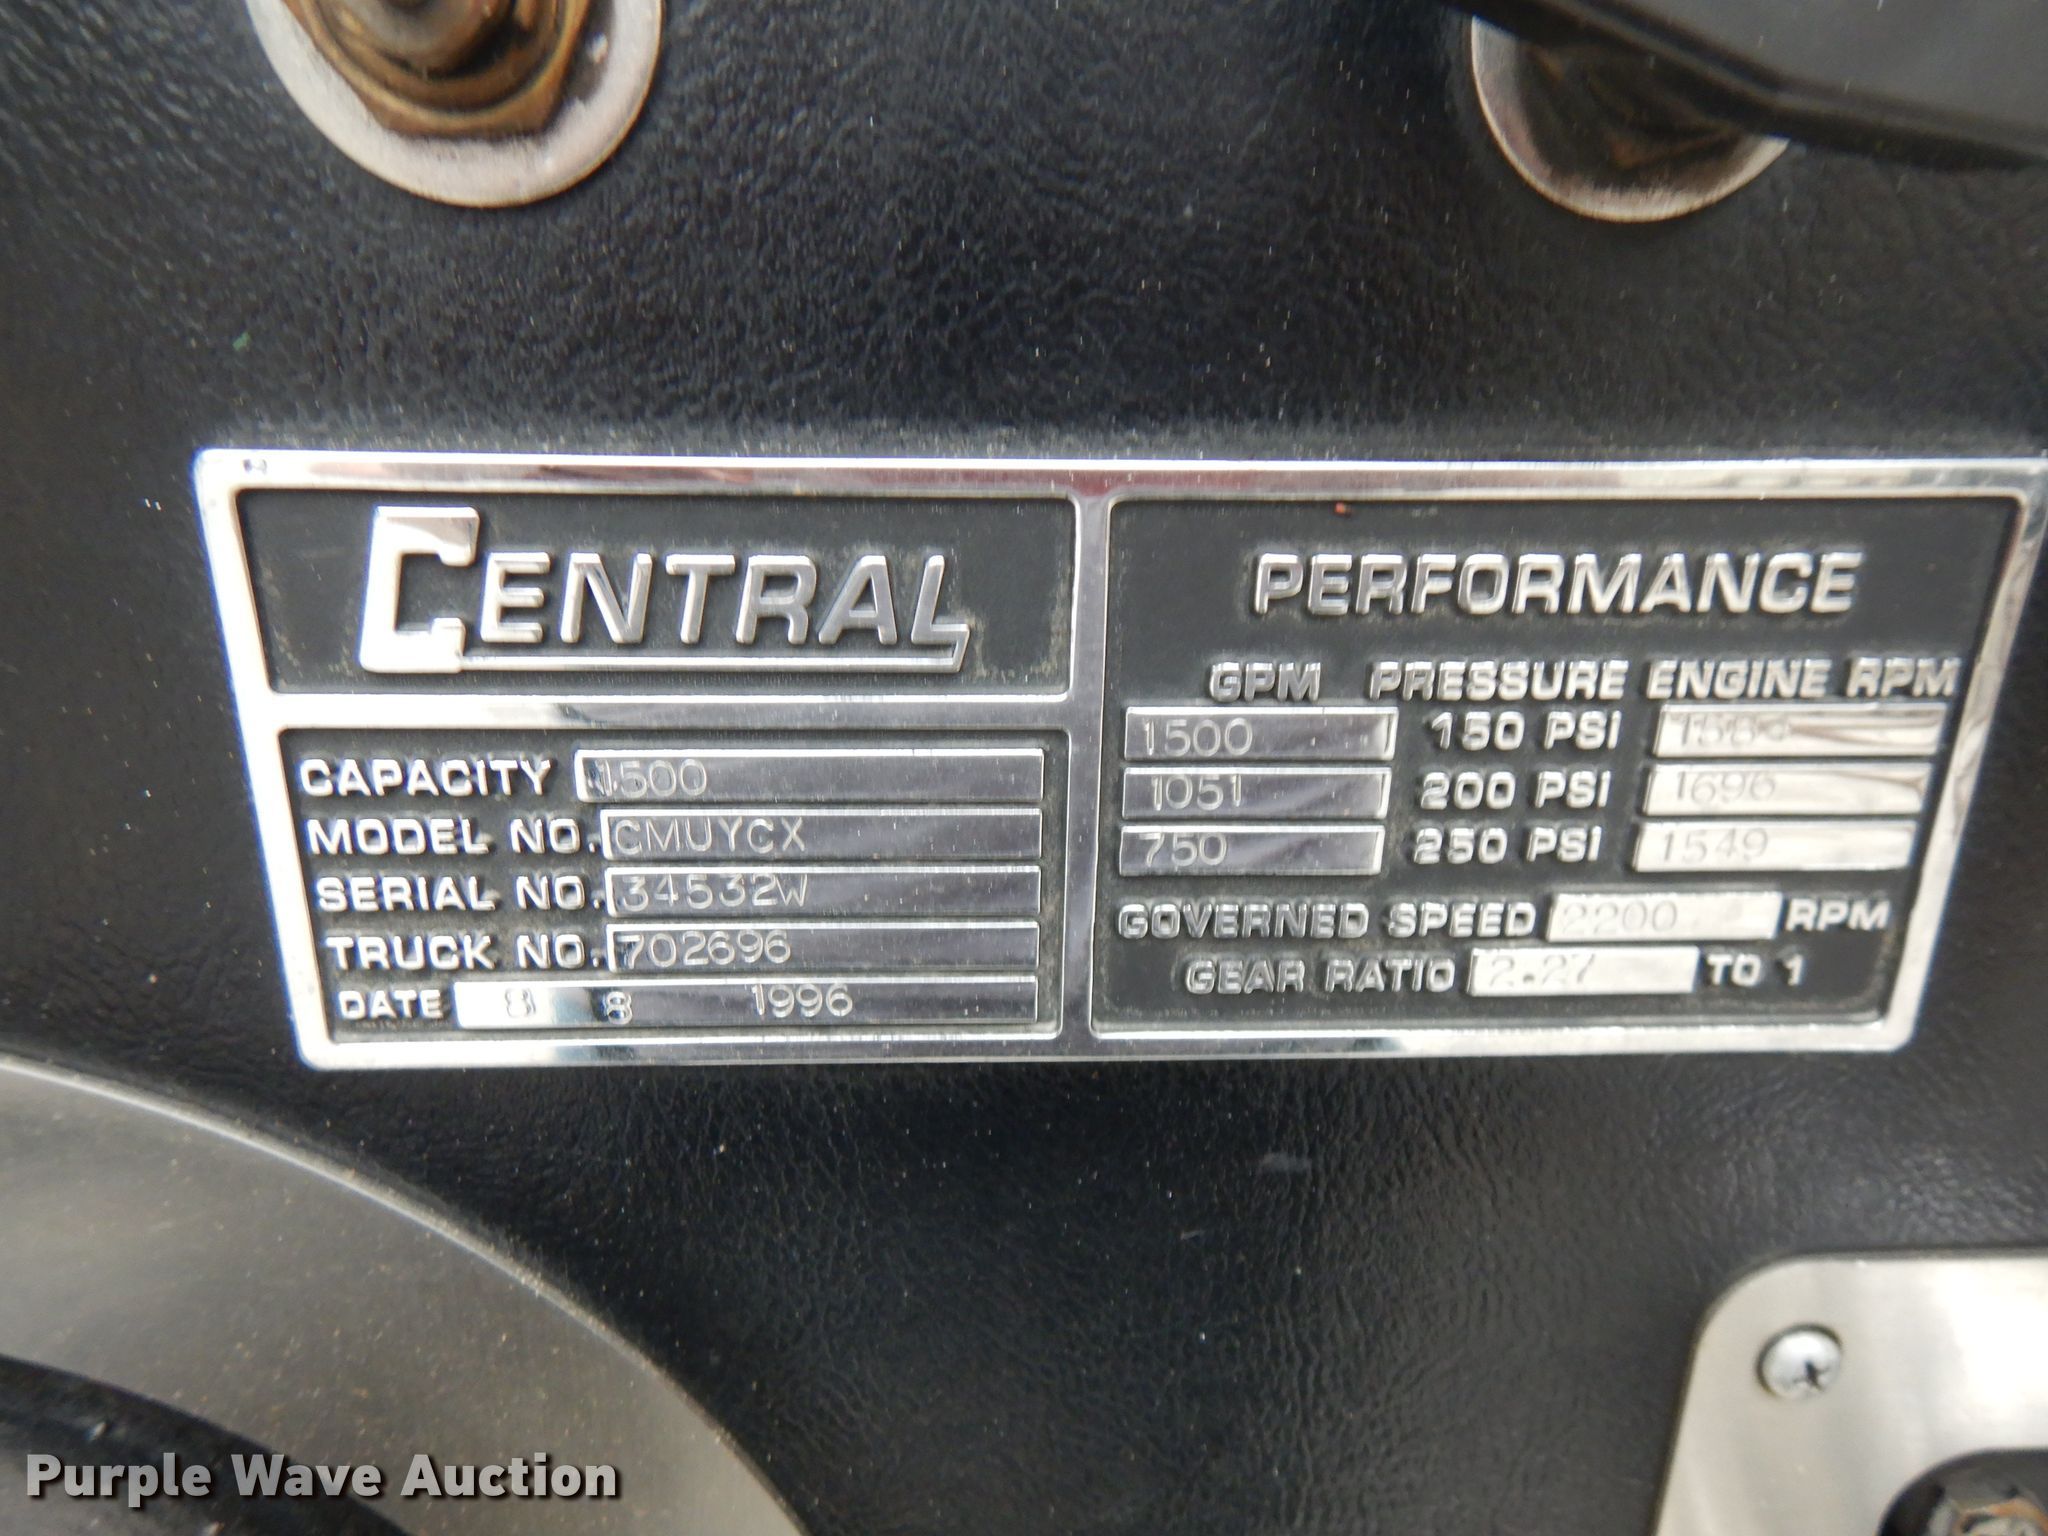 CENTRAL
CAPACITY 1500
MODEL NO. CMUYCX
SERIAL NO. 34532W
TRUCK NO. 702696
DATE 8 8 1996
PERFORMANCE
GPM PRESSURE ENGINE RPM
1500 150 PSI
1051 200 PSI 1696
750 250 PSI 1549
GOVERNED SPEED 2200 RPM
GEAR RATIO 2.27 TO 1
Purple Wave Auction